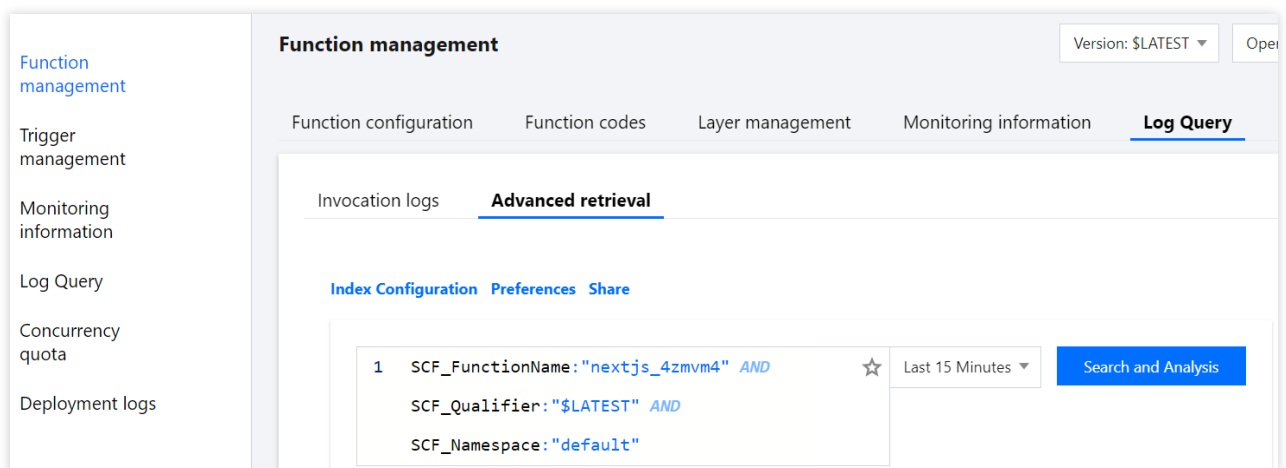 Function
management
Trigger
management
Monitoring
information
Log Query
Concurrency
quota
Deployment logs
Function management
Version: $LATEST
Function configuration
Function codes
Layer management
Monitoring information
Log Query
Invocation logs
Advanced retrieval
Index Configuration Preferences Share
1 SCF_FunctionName:"nextjs_4zmvm4" AND
SCF_Qualifier:"$LATEST" AND
SCF_Namespace:"default"
Last 15 Minutes
Search and Analysis